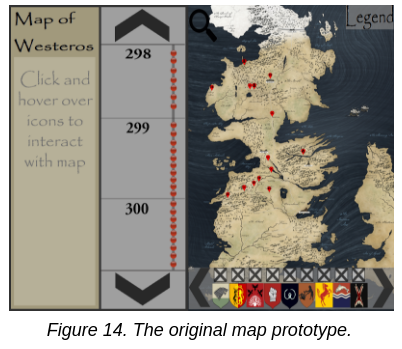 Map of
Westeros
Click and
hover over
icons to
interact
with map
298
299
300
Legend
Figure 14. The original map prototype.